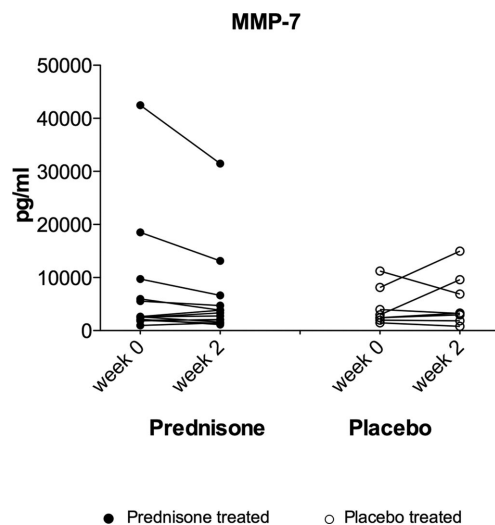 MMP-7
pg/ml
50000
40000
30000
20000
10000
0
week 0
week 2
week 0
week 2
Prednisone
Placebo
Prednisone treated
Placebo treated